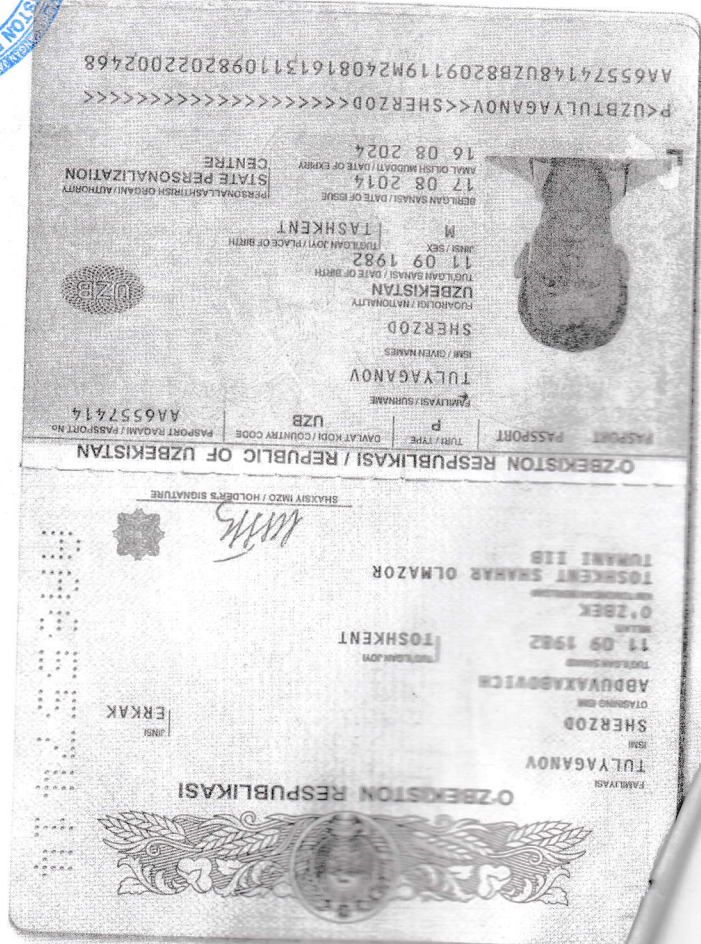 O‘ZBEKISTON RESPUBLIKASI
FAMILIYASI
TULYAGANOV
ISMI
SHERZOD
JINSI
ERKAK
OTASINING ISMI
ABDUVAXABOVICH
TUG‘ILGAN SANASI
TUG‘ILGAN JOYI
11 09 1982
TOSHKENT
MILLATI
O'ZBEK
TOSHKENT SHAHAR OLMAZOR
TUMANI IIB
SHAXSIY IMZO / HOLDER'S SIGNATURE
AA6557414
O‘ZBEKISTON RESPUBLIKASI / REPUBLIC OF UZBEKISTAN
PASPORT PASSPORT
TURI / TYPE
DAVLAT KODI / COUNTRY CODE
PASPORT RAQAMI / PASSPORT No
P
UZB
AA6557414
FAMILIYASI / SURNAME
TULYAGANOV
ISMI / GIVEN NAMES
SHERZOD
FUQAROLIGI / NATIONALITY
UZBEKISTAN
UZB
TUG‘ILGAN SANASI / DATE OF BIRTH
11 09 1982
JINSI / SEX
TUG‘ILGAN JOYI / PLACE OF BIRTH
M
TASHKENT
BERILGAN SANASI / DATE OF ISSUE
PERSONALLASHTIRISH ORGANI / AUTHORITY
17 08 2014
STATE PERSONALIZATION
CENTRE
AMAL QILISH MUDDATI / DATE OF EXPIRY
16 08 2024
P<UZBTULYAGANOV<<SHERZOD<<<<<<<<<<<<<<<<<<<<
AA65574148UZB8209119M24081613110982022002468